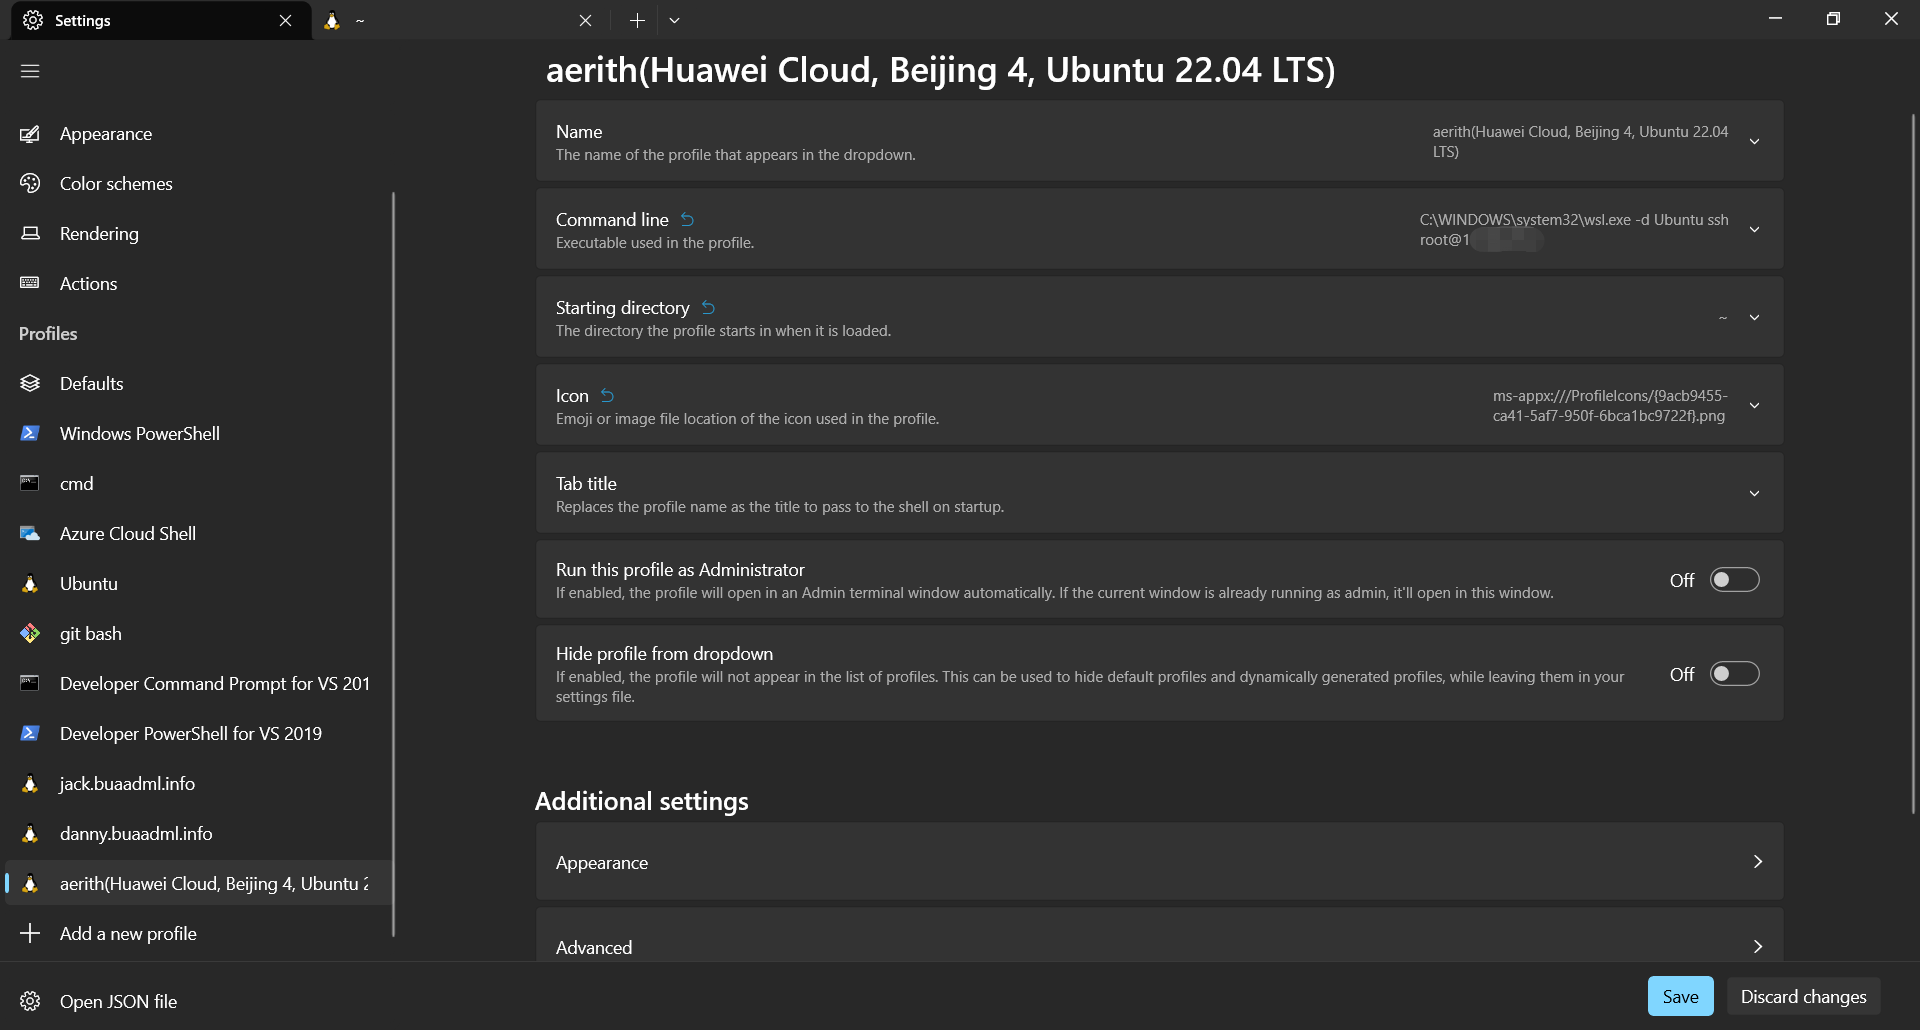 Settings
~
aerith(Huawei Cloud, Beijing 4, Ubuntu 22.04 LTS)
Appearance
Color schemes
Rendering
Actions
Profiles
Defaults
Windows PowerShell
cmd
Azure Cloud Shell
Ubuntu
git bash
Developer Command Prompt for VS 201
Developer PowerShell for VS 2019
jack.buaadml.info
danny.buaadml.info
aerith(Huawei Cloud, Beijing 4, Ubuntu 2
Add a new profile
Open JSON file
Name
The name of the profile that appears in the dropdown.
aerith(Huawei Cloud, Beijing 4, Ubuntu 22.04
LTS)
Command line
Executable used in the profile.
C:\WINDOWS\system32\wsl.exe -d Ubuntu ssh
root@1
Starting directory
The directory the profile starts in when it is loaded.
~
Icon
Emoji or image file location of the icon used in the profile.
ms-appx:///ProfileIcons/{9acb9455-
ca41-5af7-950f-6bca1bc9722f}.png
Tab title
Replaces the profile name as the title to pass to the shell on startup.
Run this profile as Administrator
If enabled, the profile will open in an Admin terminal window automatically. If the current window is already running as admin, it'll open in this window.
Off
Hide profile from dropdown
If enabled, the profile will not appear in the list of profiles. This can be used to hide default profiles and dynamically generated profiles, while leaving them in your
settings file.
Off
Additional settings
Appearance
Advanced
Save
Discard changes